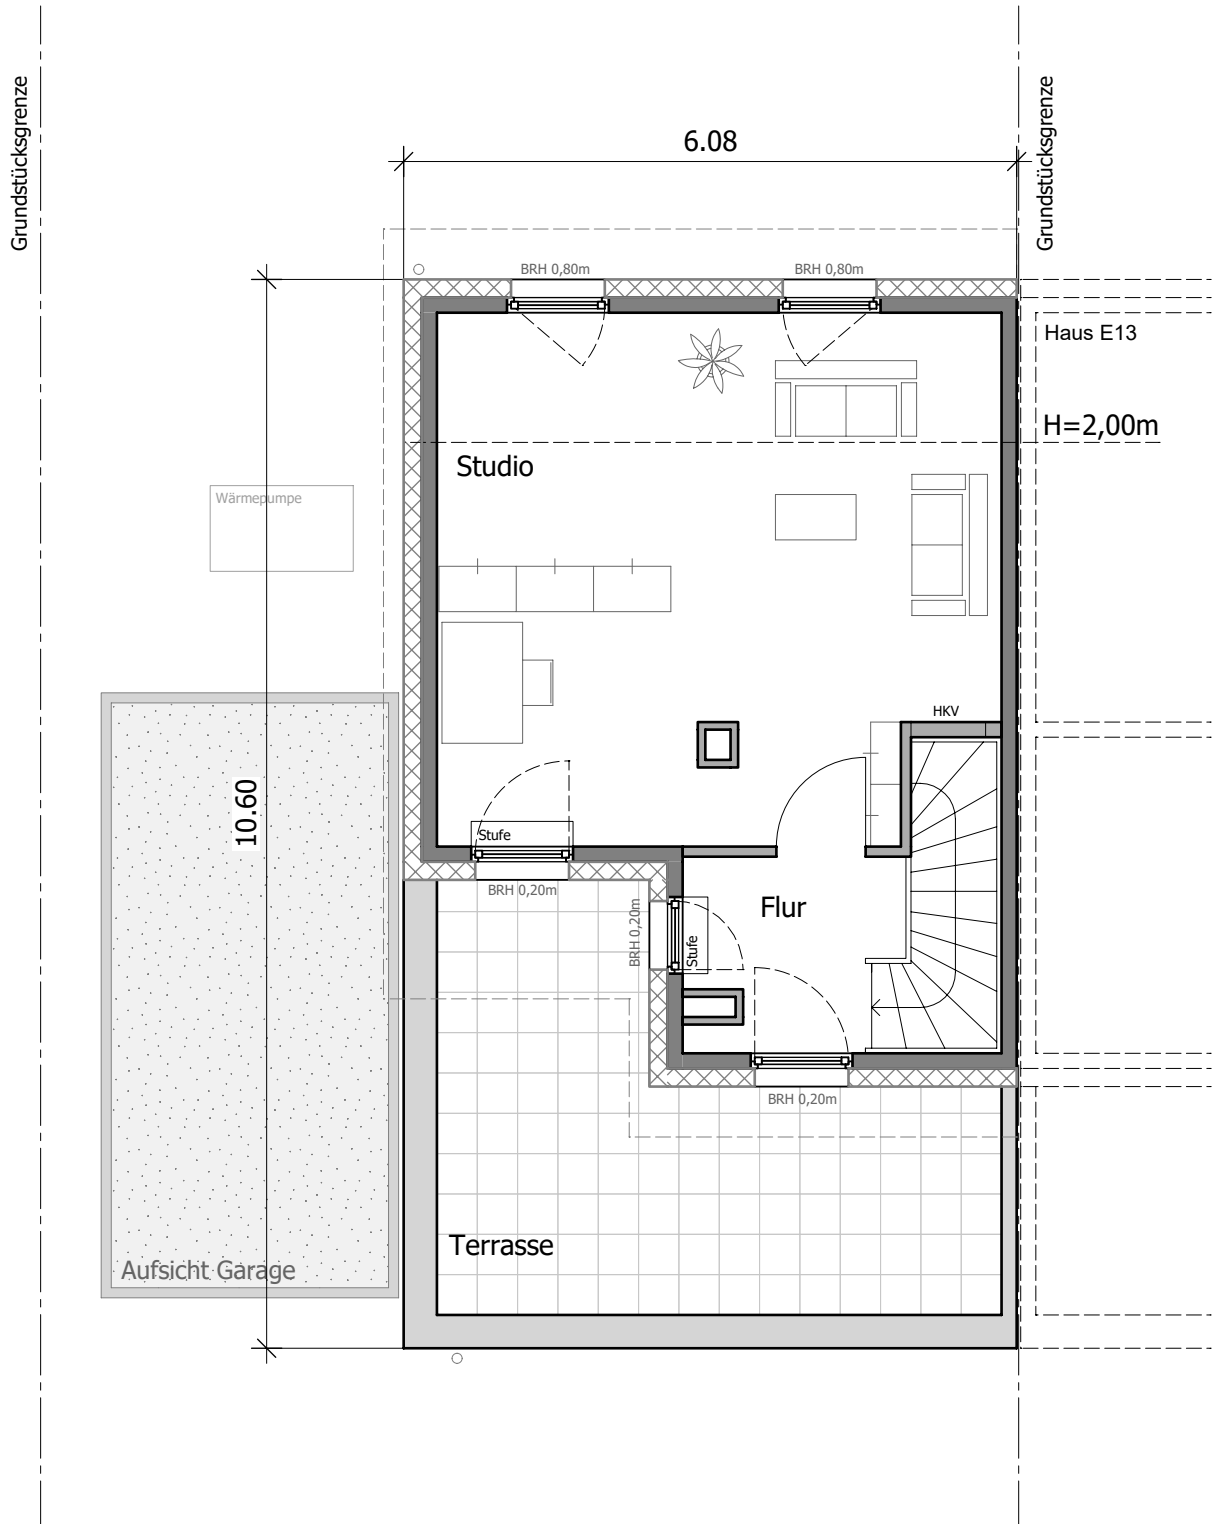 Grundstücksgrenze
Grundstücksgrenze
6.08
BRH 0,80m
BRH 0,80m
Haus E13
H=2,00m
Studio
Wärmepumpe
HKV
10.60
Stufe
BRH 0,20m
BRH 0,20m
Stufe
Flur
BRH 0,20m
Terrasse
Aufsicht Garage